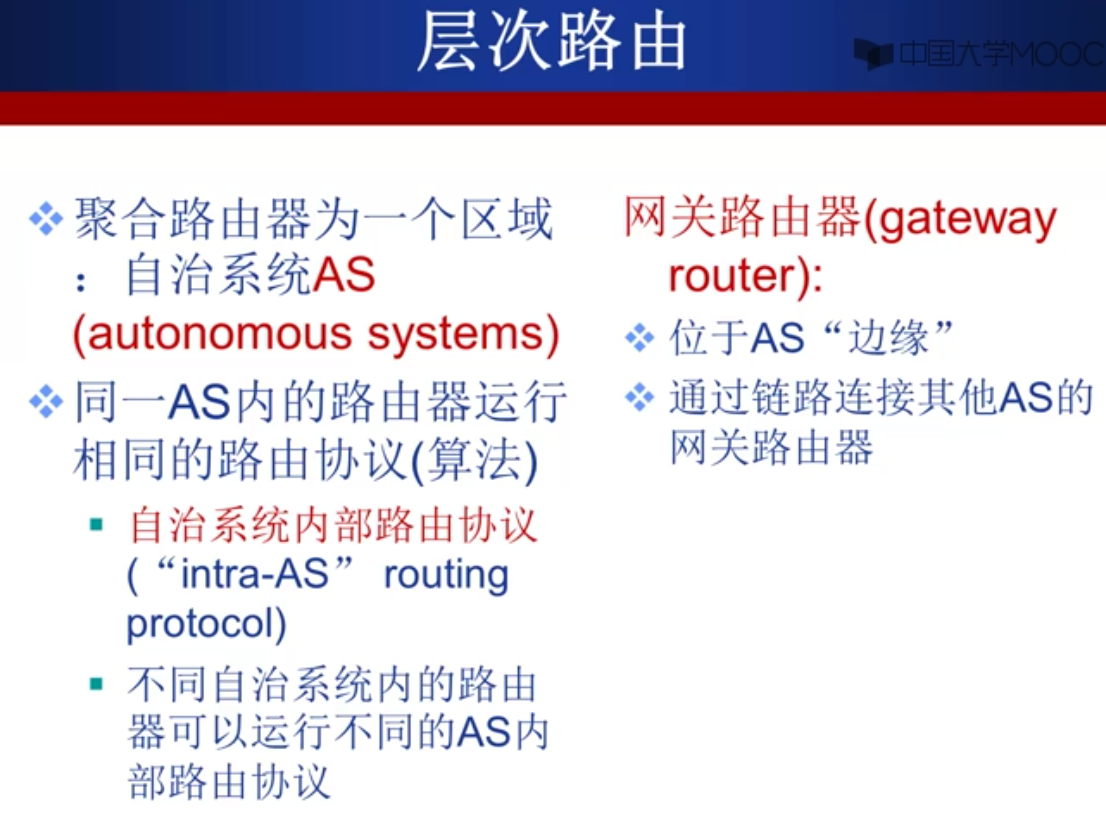 层次路由
中国大学MOOC
聚合路由器为一个区域
：自治系统AS
(autonomous systems)
同一AS内的路由器运行
相同的路由协议(算法)
自治系统内部路由协议
(“intra-AS” routing
protocol)
不同自治系统内的路由
器可以运行不同的AS内
部路由协议
网关路由器(gateway
router):
位于AS“边缘”
通过链路连接其他AS的
网关路由器